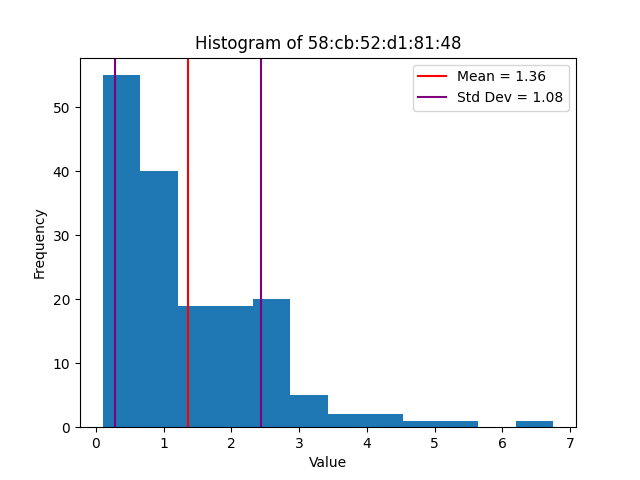 Histogram of 58:cb:52:d1:81:48
Mean = 1.36
Std Dev = 1.08
Frequency
50
40
30
20
10
0
0 1 2 3 4 5 6 7
Value